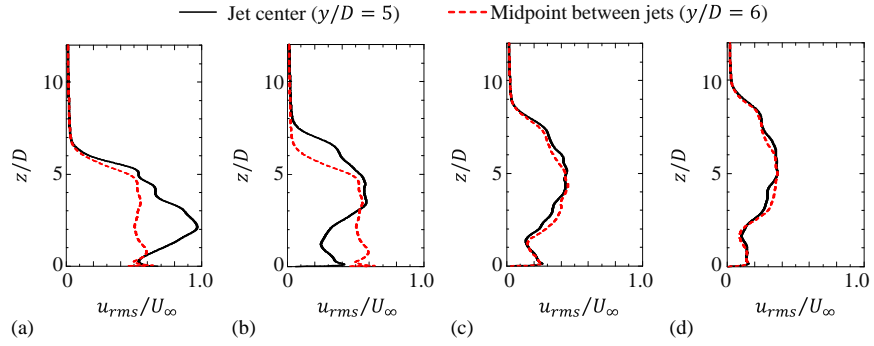 Jet center (y/D = 5) Midpoint between jets (y/D = 6)
10 10 10 10
z/D z/D z/D z/D
5 5 5 5
0 0 0 0
0 1.0 0 1.0 0 1.0 0 1.0
u_rms/U_∞ u_rms/U_∞ u_rms/U_∞ u_rms/U_∞
(a) (b) (c) (d)